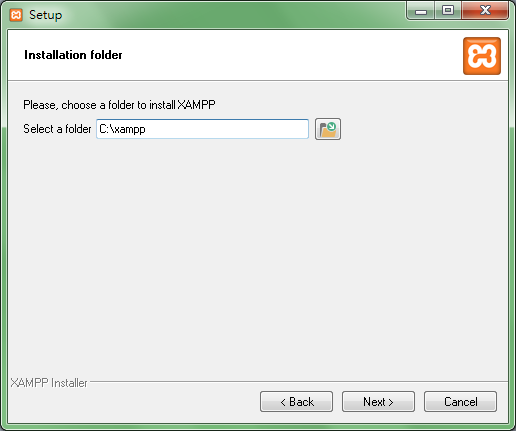 Setup
Installation folder
Please, choose a folder to install XAMPP
Select a folder C:\xampp
XAMPP Installer
< Back Next > Cancel